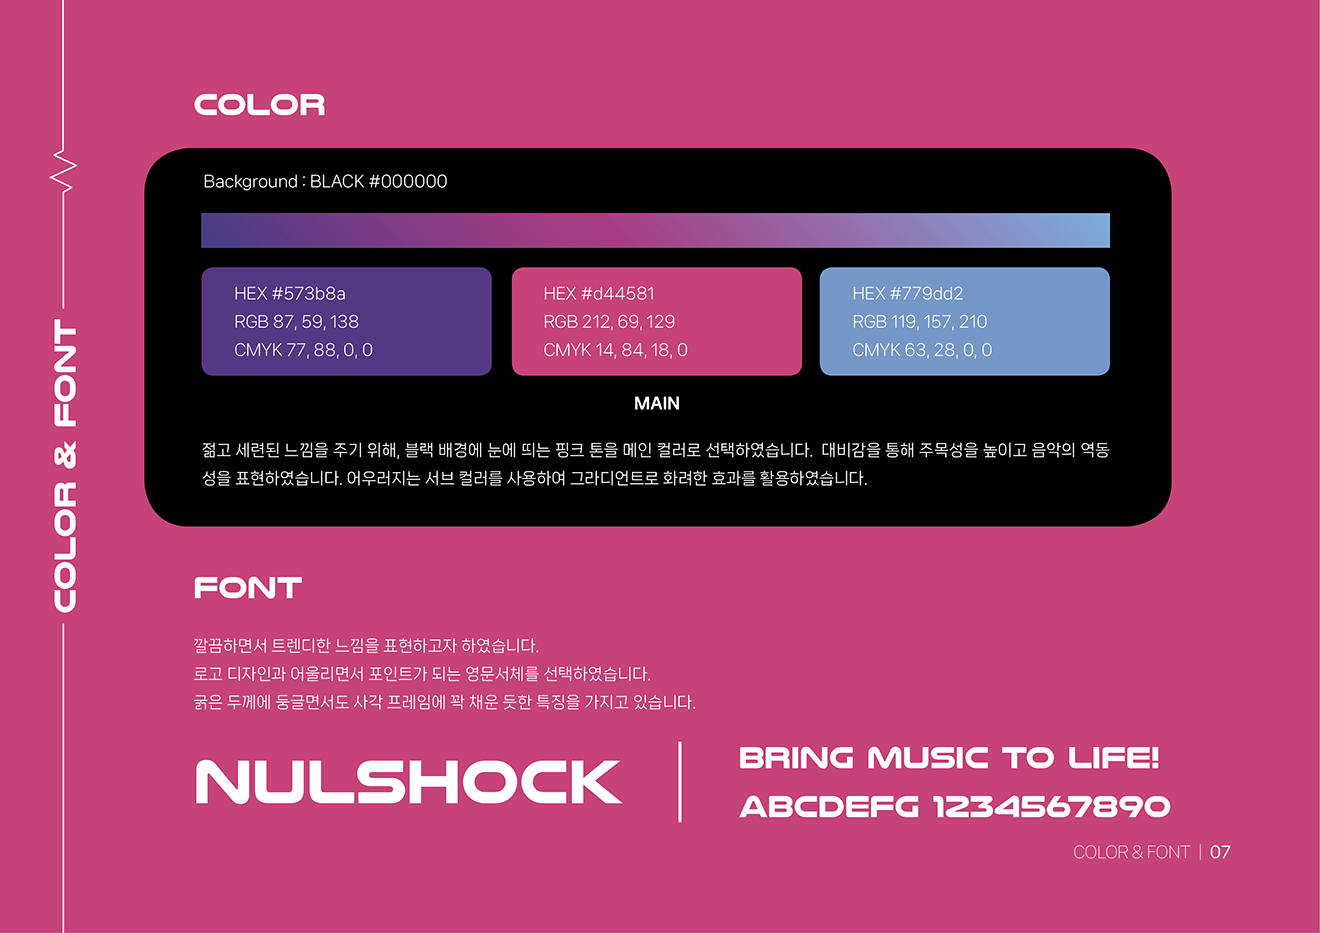 COLOR & FONT
COLOR
Background : BLACK #000000
HEX #573b8a
RGB 87, 59, 138
CMYK 77, 88, 0, 0
HEX #d44581
RGB 212, 69, 129
CMYK 14, 84, 18, 0
HEX #779dd2
RGB 119, 157, 210
CMYK 63, 28, 0, 0
MAIN
젊고 세련된 느낌을 주기 위해, 블랙 배경에 눈에 띄는 핑크 톤을 메인 컬러로 선택하였습니다. 대비감을 통해 주목성을 높이고 음악의 역동
성을 표현하였습니다. 어우러지는 서브 컬러를 사용하여 그라디언트로 화려한 효과를 활용하였습니다.
FONT
깔끔하면서 트렌디한 느낌을 표현하고자 하였습니다.
로고 디자인과 어울리면서 포인트가 되는 영문서체를 선택하였습니다.
굵은 두께에 둥글면서도 사각 프레임에 꽉 채운 듯한 특징을 가지고 있습니다.
NULSHOCK
BRING MUSIC TO LIFE!
ABCDEFG 1234567890
COLOR & FONT | 07